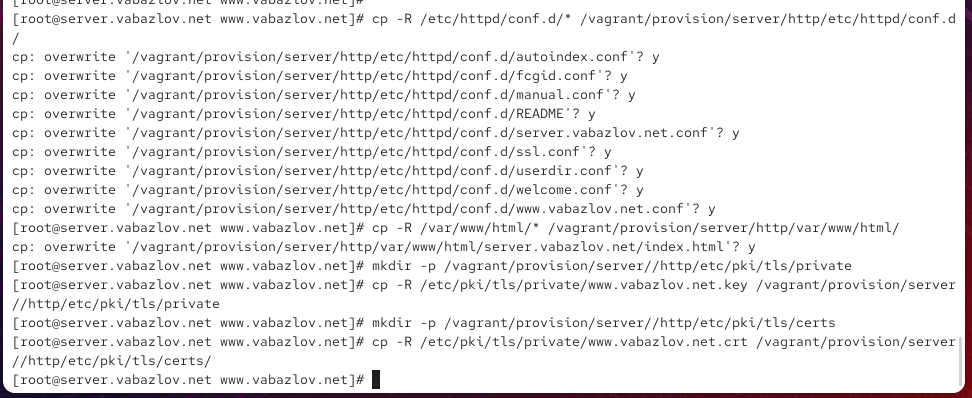 [root@server.vabazlov.net www.vabazlov.net]#
[root@server.vabazlov.net www.vabazlov.net]# cp -R /etc/httpd/conf.d/* /vagrant/provision/server/http/etc/httpd/conf.d
/
cp: overwrite '/vagrant/provision/server/http/etc/httpd/conf.d/autoindex.conf'? y
cp: overwrite '/vagrant/provision/server/http/etc/httpd/conf.d/fcgid.conf'? y
cp: overwrite '/vagrant/provision/server/http/etc/httpd/conf.d/manual.conf'? y
cp: overwrite '/vagrant/provision/server/http/etc/httpd/conf.d/README'? y
cp: overwrite '/vagrant/provision/server/http/etc/httpd/conf.d/server.vabazlov.net.conf'? y
cp: overwrite '/vagrant/provision/server/http/etc/httpd/conf.d/ssl.conf'? y
cp: overwrite '/vagrant/provision/server/http/etc/httpd/conf.d/userdir.conf'? y
cp: overwrite '/vagrant/provision/server/http/etc/httpd/conf.d/welcome.conf'? y
cp: overwrite '/vagrant/provision/server/http/etc/httpd/conf.d/www.vabazlov.net.conf'? y
[root@server.vabazlov.net www.vabazlov.net]# cp -R /var/www/html/* /vagrant/provision/server/http/var/www/html/
cp: overwrite '/vagrant/provision/server/http/var/www/html/server.vabazlov.net/index.html'? y
[root@server.vabazlov.net www.vabazlov.net]# mkdir -p /vagrant/provision/server//http/etc/pki/tls/private
[root@server.vabazlov.net www.vabazlov.net]# cp -R /etc/pki/tls/private/www.vabazlov.net.key /vagrant/provision/server
//http/etc/pki/tls/private
[root@server.vabazlov.net www.vabazlov.net]# mkdir -p /vagrant/provision/server//http/etc/pki/tls/certs
[root@server.vabazlov.net www.vabazlov.net]# cp -R /etc/pki/tls/private/www.vabazlov.net.crt /vagrant/provision/server
//http/etc/pki/tls/certs/
[root@server.vabazlov.net www.vabazlov.net]#